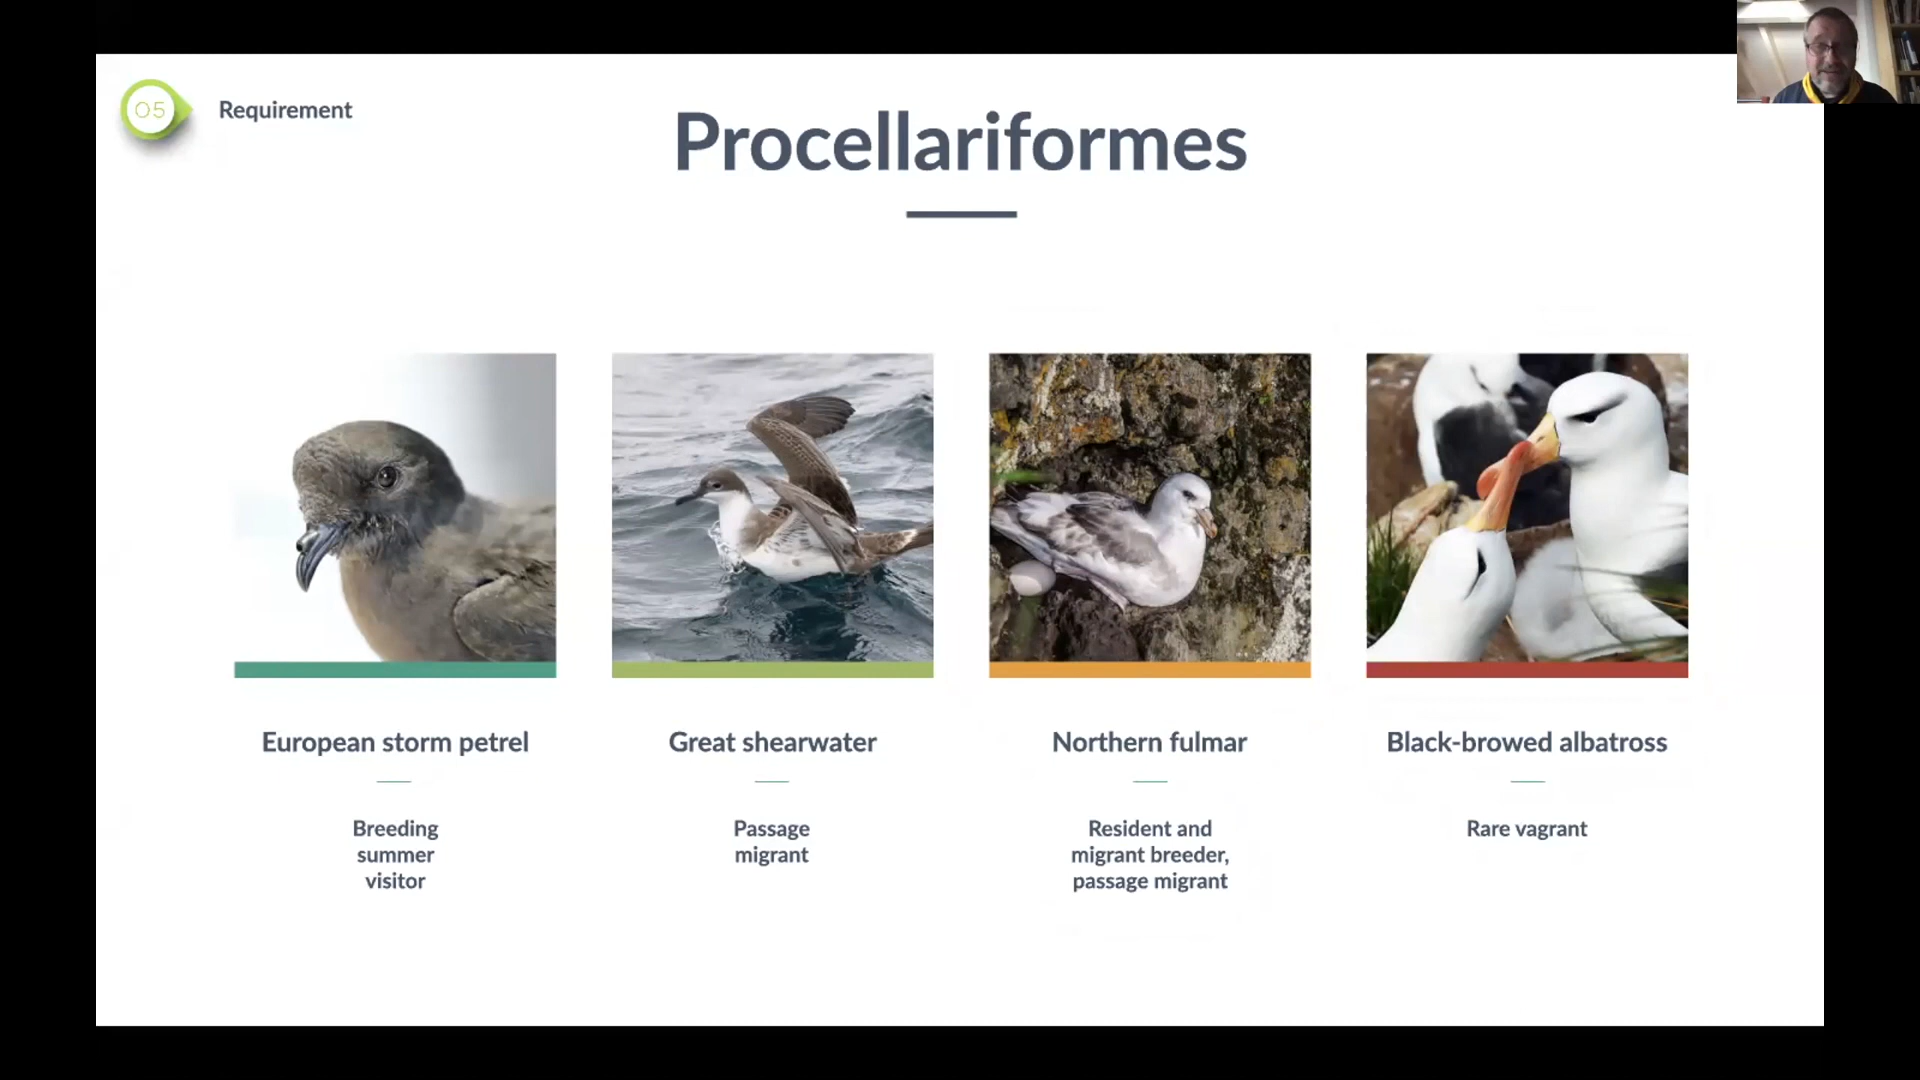 05
Requirement
Procellariformes
European storm petrel
Breeding
summer
visitor
Great shearwater
Passage
migrant
Northern fulmar
Resident and
migrant breeder,
passage migrant
Black-browed albatross
Rare vagrant